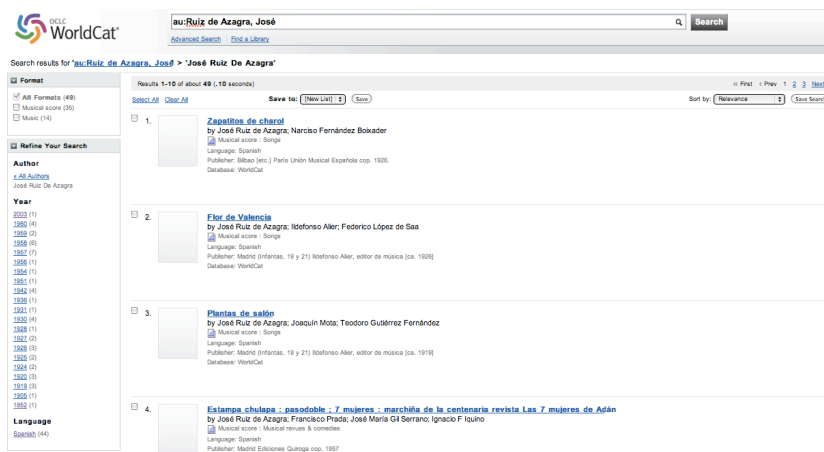 OCLC
WorldCat®
au:Ruiz de Azagra, José
Search
Advanced Search Find a Library
Search results for 'au:Ruiz de Azagra, José' > 'José Ruiz De Azagra'
Format
All Formats (49)
Musical score (35)
Music (14)
Refine Your Search
Author
« All Authors
José Ruiz De Azagra
Year
2003 (1)
1960 (4)
1959 (2)
1958 (6)
1957 (7)
1956 (1)
1954 (1)
1951 (1)
1942 (4)
1936 (1)
1931 (1)
1930 (4)
1928 (1)
1927 (2)
1926 (3)
1925 (2)
1924 (2)
1920 (3)
1919 (3)
1905 (1)
1852 (1)
Language
Spanish (44)
Results 1-10 of about 49 (.10 seconds)
« First ‹ Prev 1 2 3 Next
Select All Clear All Save to: [New List] Save
Sort by: Relevance Save Search
1. Zapatitos de charol
by José Ruiz de Azagra; Narciso Fernández Boixader
Musical score : Songs
Language: Spanish
Publisher: Bilbao [etc.] París Unión Musical Española cop. 1926.
Database: WorldCat
2. Flor de Valencia
by José Ruiz de Azagra; Ildefonso Alier; Federico López de Saa
Musical score : Songs
Language: Spanish
Publisher: Madrid (Infantas, 19 y 21) Ildefonso Alier, editor de música [ca. 1926]
Database: WorldCat
3. Plantas de salón
by José Ruiz de Azagra; Joaquín Mota; Teodoro Gutiérrez Fernández
Musical score : Songs
Language: Spanish
Publisher: Madrid (Infantas, 19 y 21) Ildefonso Alier, editor de música [ca. 1919]
Database: WorldCat
4. Estampa chulapa : pasodoble ; 7 mujeres : marchiña de la centenaria revista Las 7 mujeres de Adán
by José Ruiz de Azagra; Francisco Prada; José María Gil Serrano; Ignacio F Iquino
Musical score : Musical revues & comedies
Language: Spanish
Publisher: Madrid Ediciones Quiroga cop. 1957